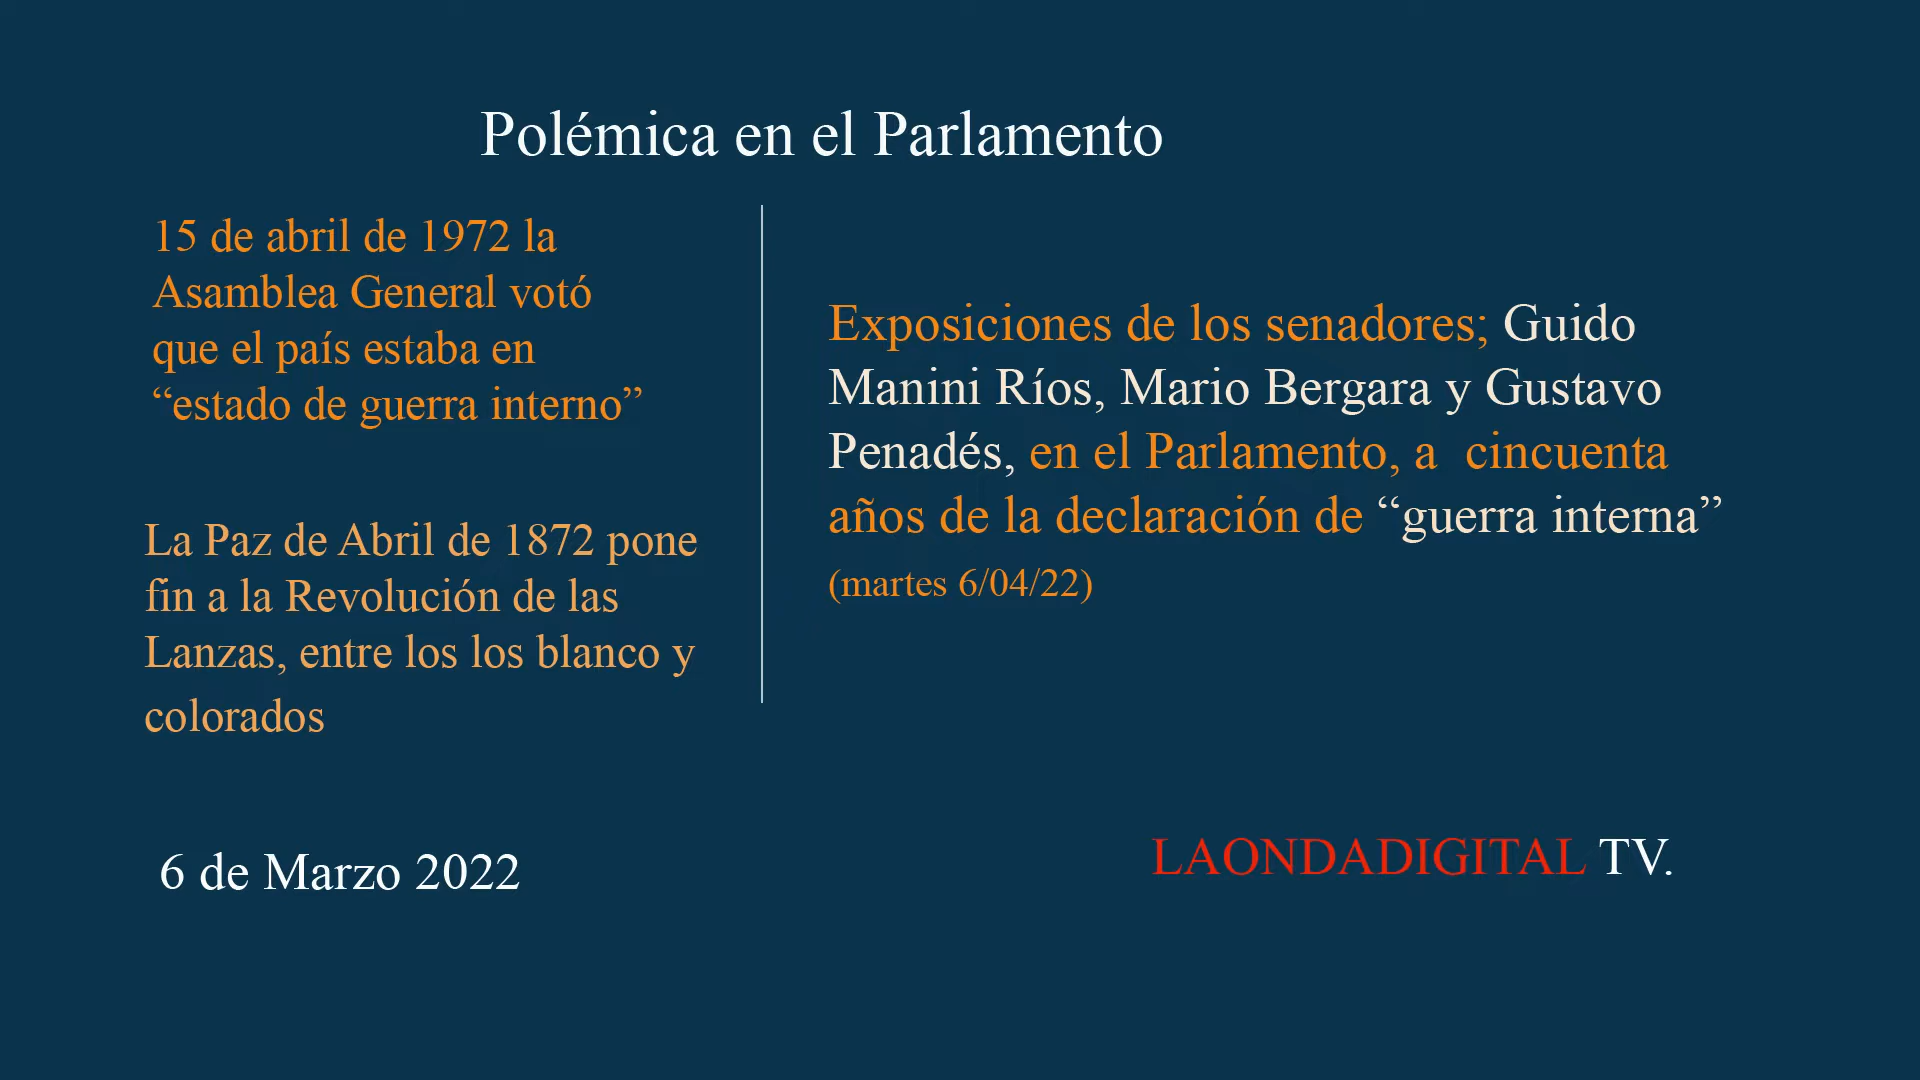 Polémica en el Parlamento
15 de abril de 1972 la
Asamblea General votó
que el país estaba en
“estado de guerra interno”
La Paz de Abril de 1872 pone
fin a la Revolución de las
Lanzas, entre los los blanco y
colorados
Exposiciones de los senadores; Guido
Manini Ríos, Mario Bergara y Gustavo
Penadés, en el Parlamento, a  cincuenta
años de la declaración de “guerra interna”
(martes 6/04/22)
6 de Marzo 2022
LAONDADIGITAL TV.